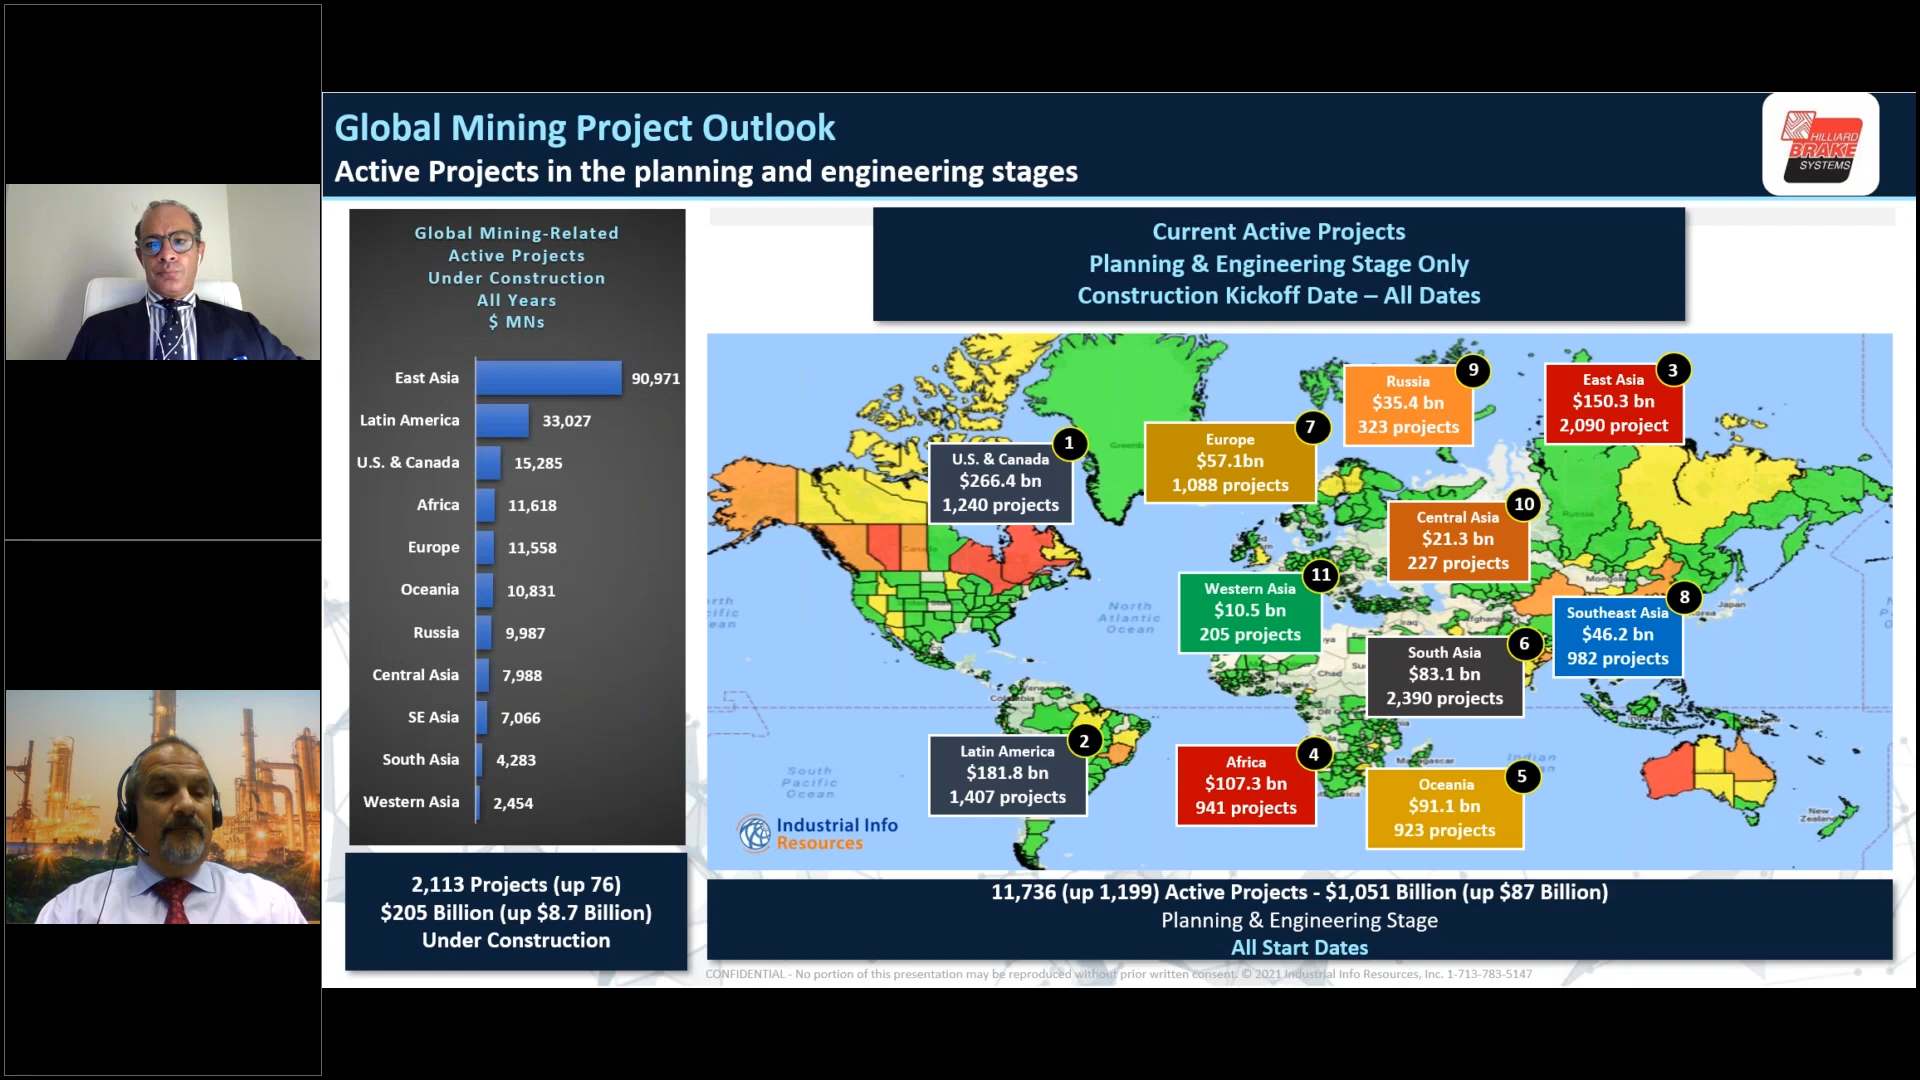 Global Mining Project Outlook
Active Projects in the planning and engineering stages
HILLIARD
BRAKE
SYSTEMS
Global Mining-Related
Active Projects
Under Construction
All Years
$ MNs
East Asia 90,971
Latin America 33,027
U.S. & Canada 15,285
Africa 11,618
Europe 11,558
Oceania 10,831
Russia 9,987
Central Asia 7,988
SE Asia 7,066
South Asia 4,283
Western Asia 2,454
2,113 Projects (up 76)
$205 Billion (up $8.7 Billion)
Under Construction
Current Active Projects
Planning & Engineering Stage Only
Construction Kickoff Date – All Dates
1
U.S. & Canada
$266.4 bn
1,240 projects
7
Europe
$57.1bn
1,088 projects
9
Russia
$35.4 bn
323 projects
3
East Asia
$150.3 bn
2,090 project
10
Central Asia
$21.3 bn
227 projects
11
Western Asia
$10.5 bn
205 projects
8
Southeast Asia
$46.2 bn
982 projects
6
South Asia
$83.1 bn
2,390 projects
2
Latin America
$181.8 bn
1,407 projects
4
Africa
$107.3 bn
941 projects
5
Oceania
$91.1 bn
923 projects
Russia
Japan
Iraq
Chad
North
Atlantic
Ocean
South
Pacific
Ocean
Indian
New
Zealand
Industrial Info
Resources
11,736 (up 1,199) Active Projects - $1,051 Billion (up $87 Billion)
Planning & Engineering Stage
All Start Dates
CONFIDENTIAL - No portion of this presentation may be reproduced without prior written consent. © 2021 Industrial Info Resources, Inc. 1-713-783-5147